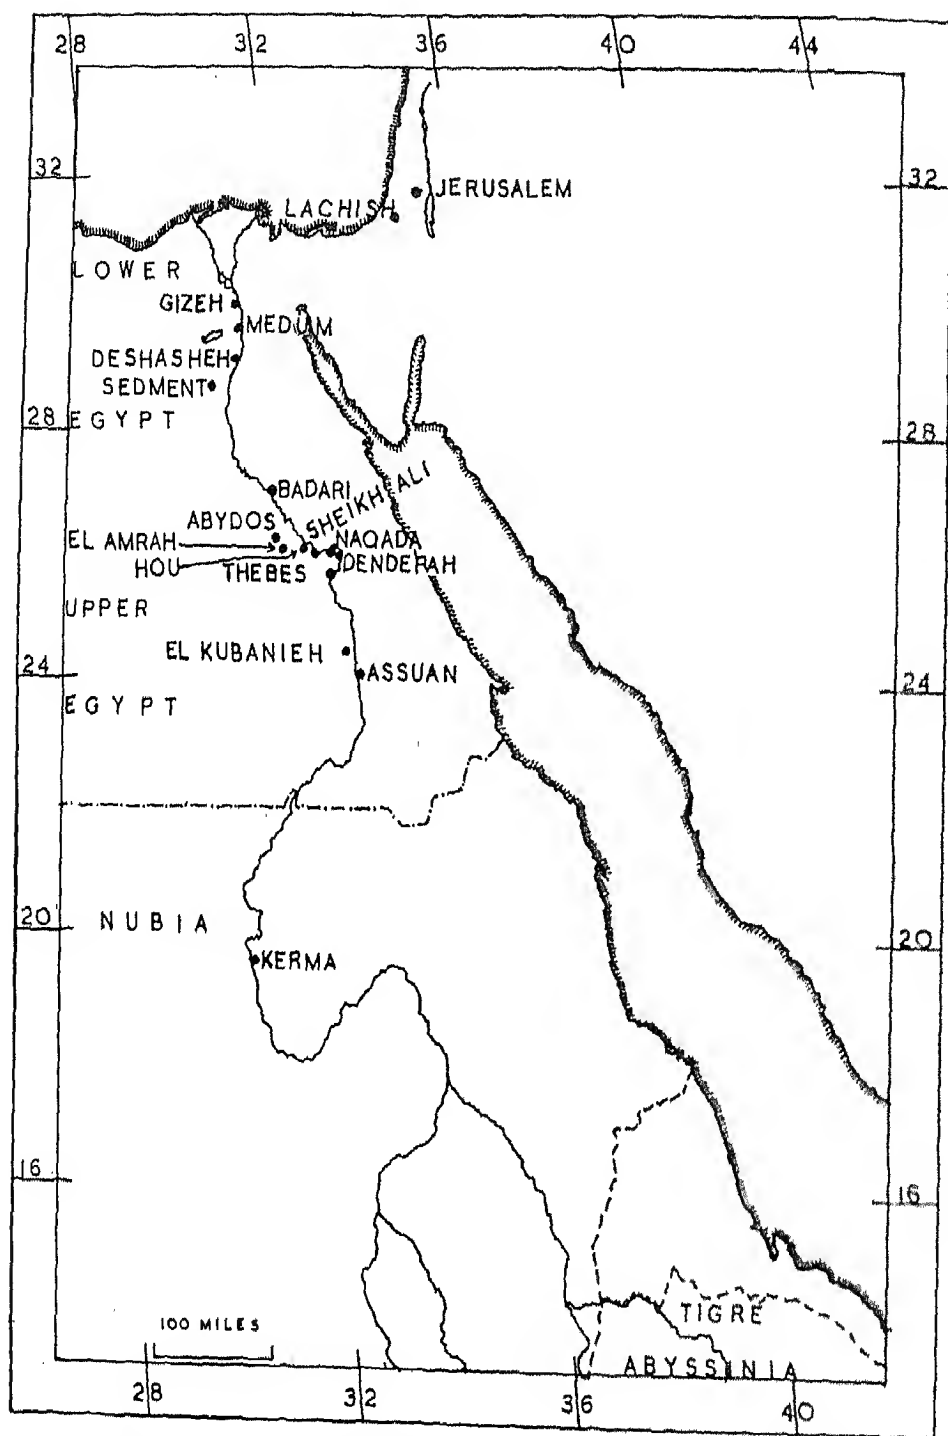 28 32 36 40 44
32 32
JERUSALEM
LACHISH
LOWER
GIZEH
MEDUM
DESHASHEH
SEDMENT
EGYPT
28 28
BADARI
SHEIKH ALI
ABYDOS
EL AMRAH
NAQADA
HOU
THEBES
DENDERAH
UPPER
EL KUBANIEH
ASSUAN
24 24
EGYPT
20 20
NUBIA
KERMA
16 16
100 MILES
TIGRE
ABYSSINIA
28 32 36 40